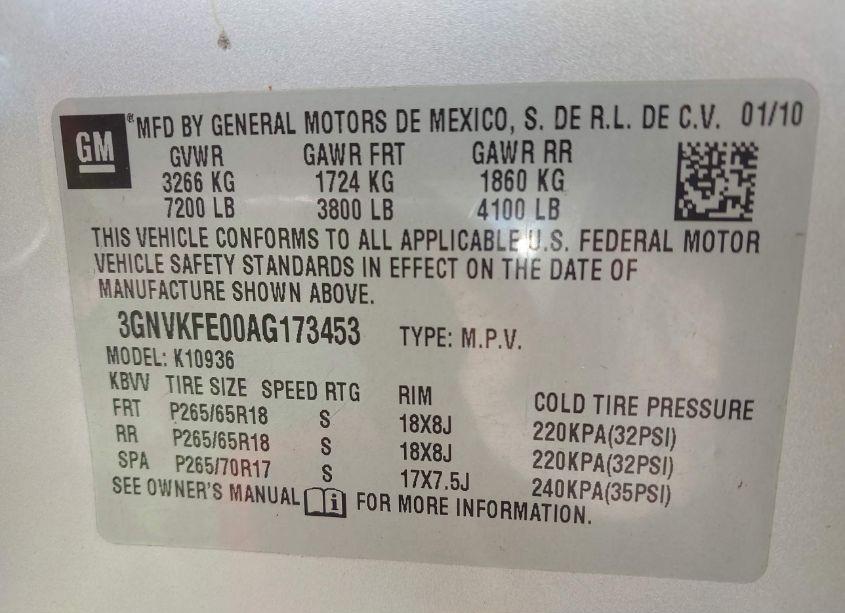 GM ® MFD BY GENERAL MOTORS DE MEXICO, S. DE R.L. DE C.V. 01/10
GVWR GAWR FRT GAWR RR
3266 KG 1724 KG 1860 KG
7200 LB 3800 LB 4100 LB
THIS VEHICLE CONFORMS TO ALL APPLICABLE U.S. FEDERAL MOTOR
VEHICLE SAFETY STANDARDS IN EFFECT ON THE DATE OF
MANUFACTURE SHOWN ABOVE.
3GNVKFE00AG173453 TYPE: M.P.V.
MODEL: K10936
KBVV TIRE SIZE SPEED RTG RIM COLD TIRE PRESSURE
FRT P265/65R18 S 18X8J 220KPA(32PSI)
RR P265/65R18 S 18X8J 220KPA(32PSI)
SPA P265/70R17 S 17X7.5J 240KPA(35PSI)
SEE OWNER'S MANUAL i FOR MORE INFORMATION.